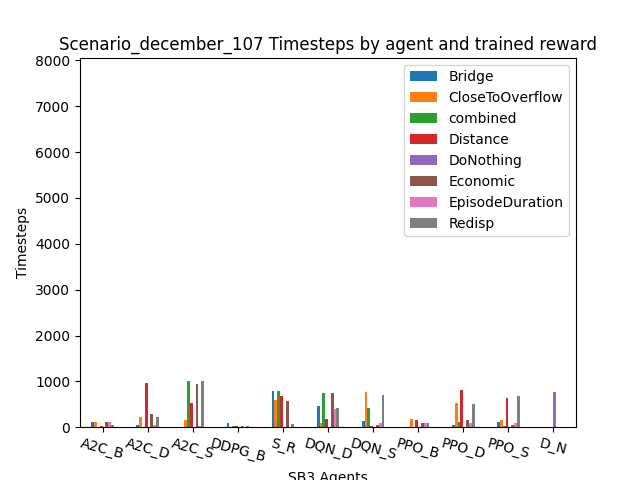 Scenario_december_107 Timesteps by agent and trained reward
8000
7000
6000
5000
4000
3000
2000
1000
0
Timesteps
Bridge
CloseToOverflow
combined
Distance
DoNothing
Economic
EpisodeDuration
Redisp
A2C_B
A2C_D
A2C_S
DDPG_B
S_R
DQN_D
DQN_S
PPO_B
PPO_D
PPO_S
D_N
SB3 Agents